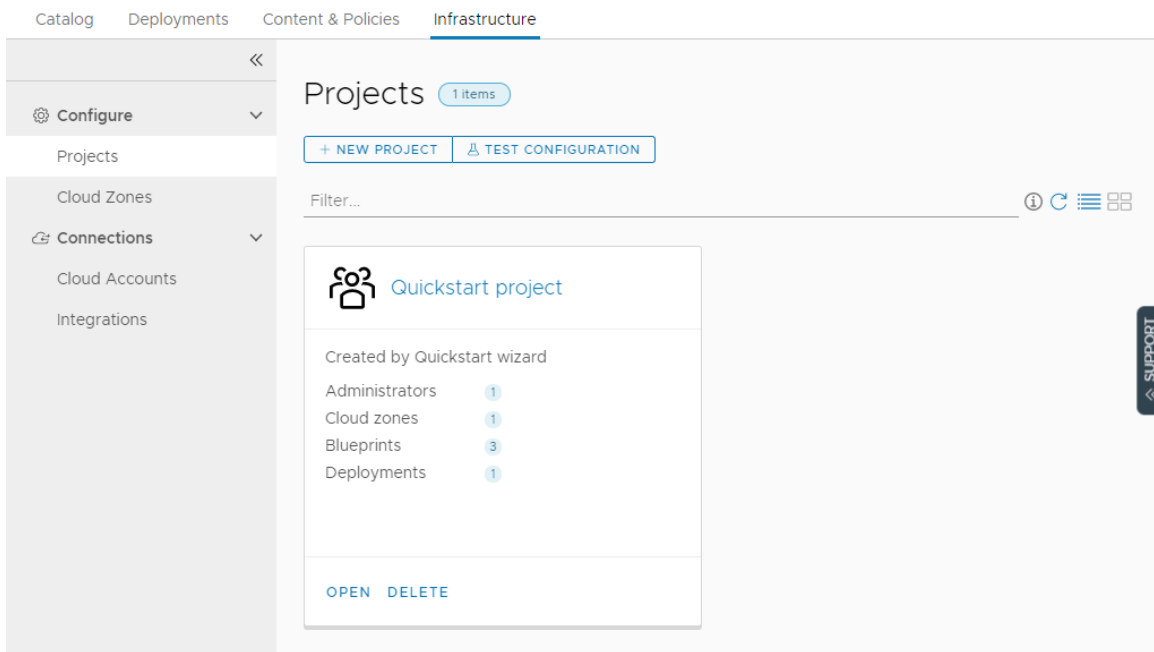 Catalog Deployments Content & Policies Infrastructure
Configure
Projects
Cloud Zones
Connections
Cloud Accounts
Integrations
Projects 1 items
+ NEW PROJECT TEST CONFIGURATION
Filter...
Quickstart project
Created by Quickstart wizard
Administrators 1
Cloud zones 1
Blueprints 3
Deployments 1
OPEN DELETE
SUPPORT